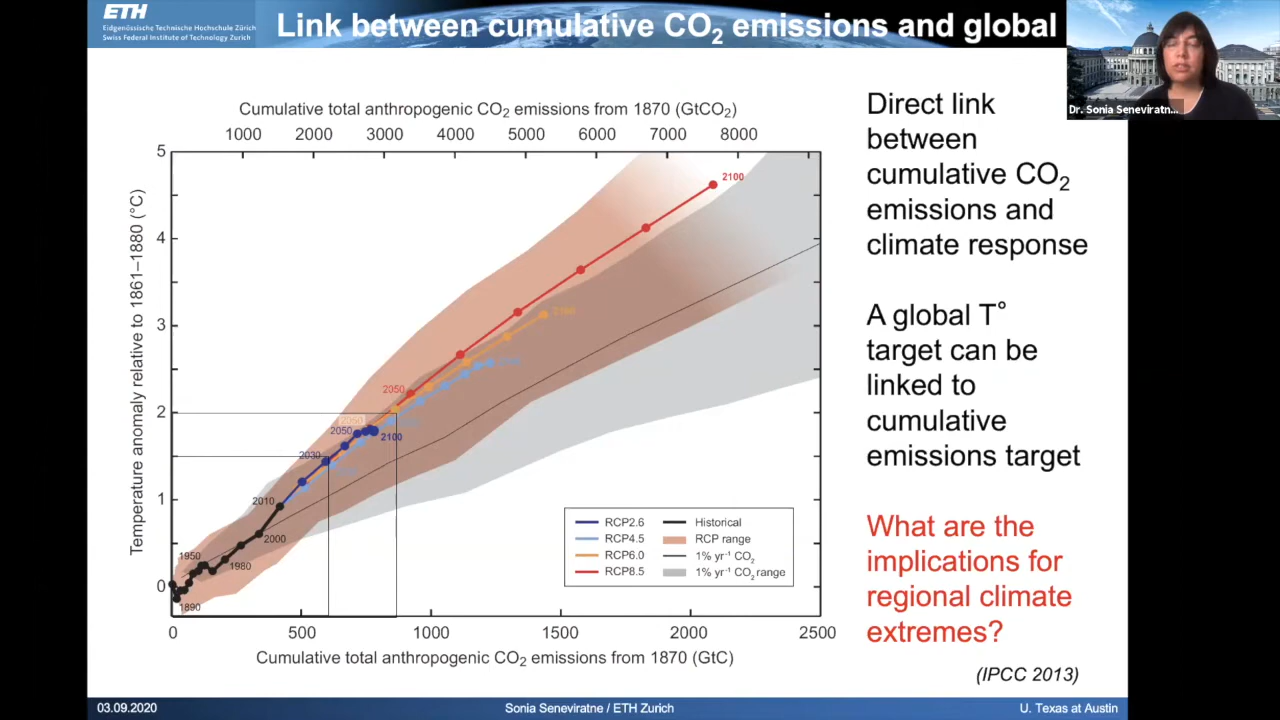 ETH
Eidgenössische Technische Hochschule Zürich
Swiss Federal Institute of Technology Zurich
Link between cumulative CO₂ emissions and global
Dr. Sonia Seneviratn...
Cumulative total anthropogenic CO₂ emissions from 1870 (GtCO₂)
1000 2000 3000 4000 5000 6000 7000 8000
Temperature anomaly relative to 1861–1880 (°C)
5
4
3
2
1
0
2100
2100
2050
2050
2050
2100
2030
2010
2000
1950
1980
1890
RCP2.6
RCP4.5
RCP6.0
RCP8.5
Historical
RCP range
1% yr⁻¹ CO₂
1% yr⁻¹ CO₂ range
0 500 1000 1500 2000 2500
Cumulative total anthropogenic CO₂ emissions from 1870 (GtC)
Direct link
between
cumulative CO₂
emissions and
climate response
A global T°
target can be
linked to
cumulative
emissions target
What are the
implications for
regional climate
extremes?
(IPCC 2013)
03.09.2020
Sonia Seneviratne / ETH Zurich
U. Texas at Austin